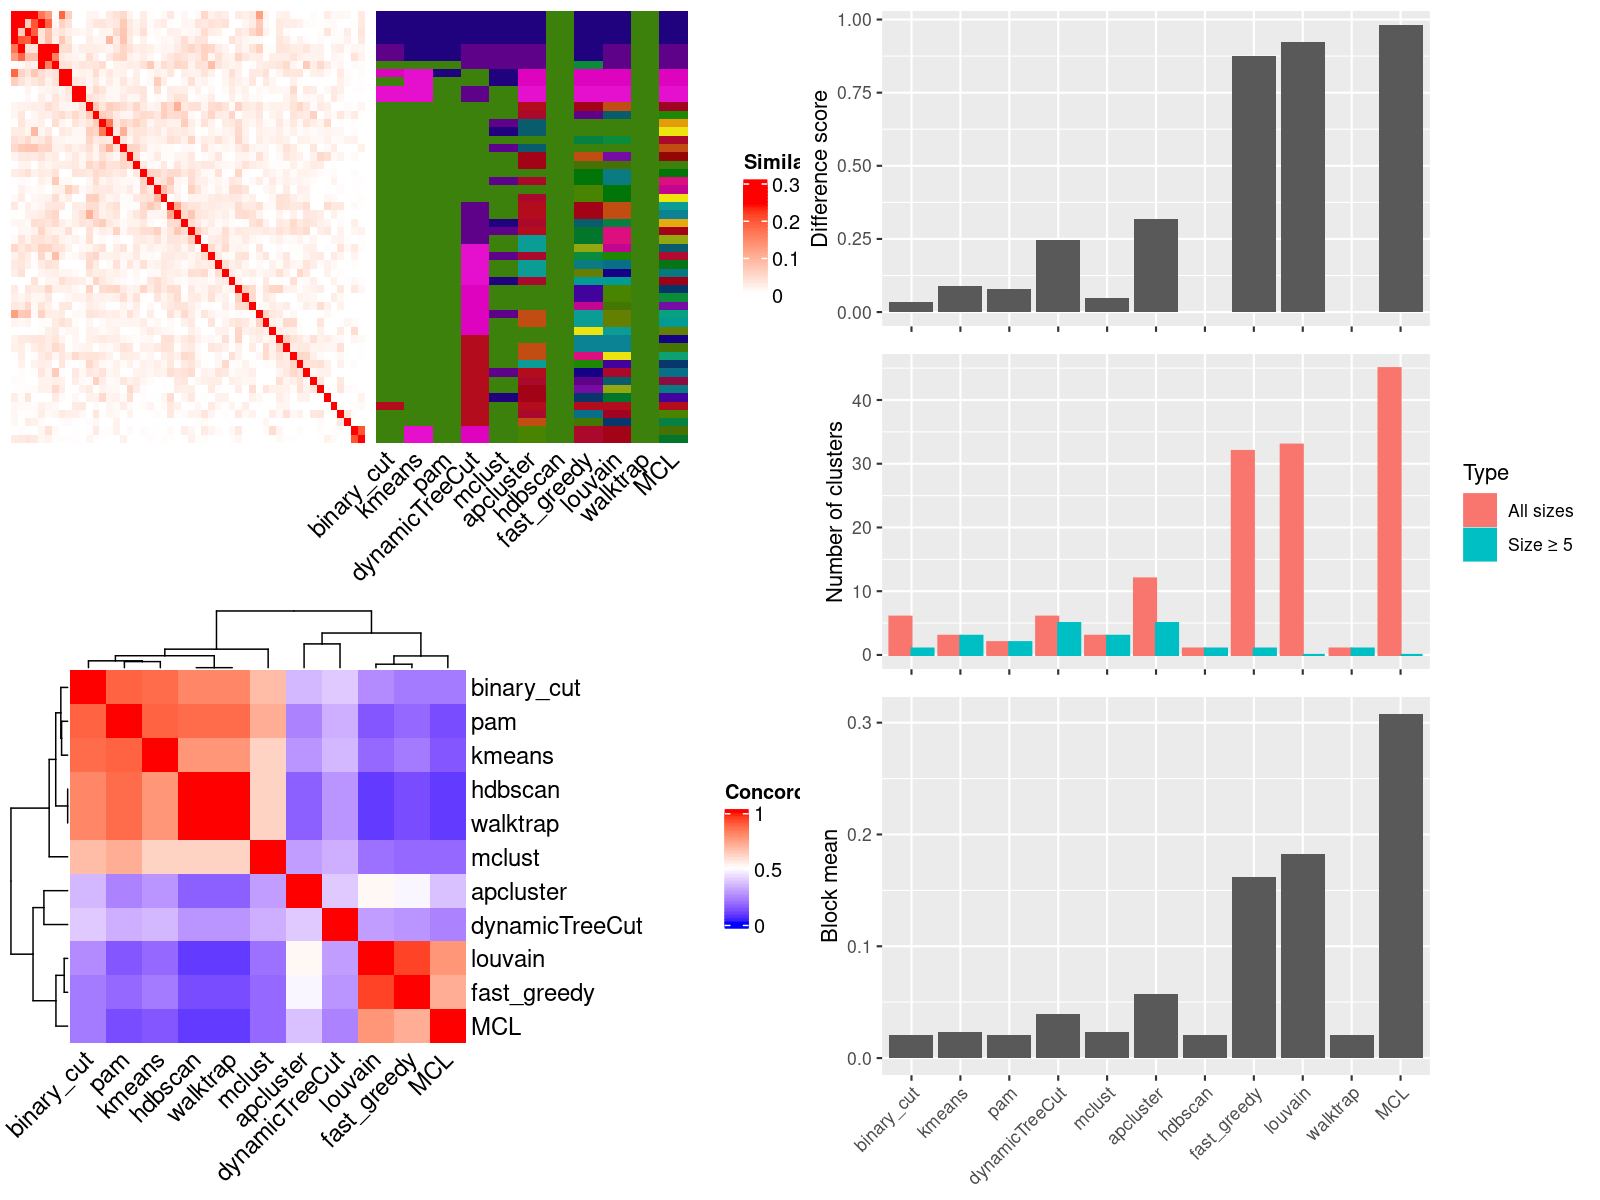 Simila
0.3
0.2
0.1
0
binary_cut
kmeans
pam
dynamicTreeCut
mclust
apcluster
hdbscan
fast_greedy
louvain
walktrap
MCL
Difference score
1.00
0.75
0.50
0.25
0.00
Number of clusters
40
30
20
10
0
Type
All sizes
Size ≥ 5
binary_cut
pam
kmeans
hdbscan
walktrap
mclust
apcluster
dynamicTreeCut
louvain
fast_greedy
MCL
binary_cut
pam
kmeans
hdbscan
walktrap
mclust
apcluster
dynamicTreeCut
louvain
fast_greedy
MCL
Concord
1
0.5
0
Block mean
0.3
0.2
0.1
0.0
binary_cut
kmeans
pam
dynamicTreeCut
mclust
apcluster
hdbscan
fast_greedy
louvain
walktrap
MCL